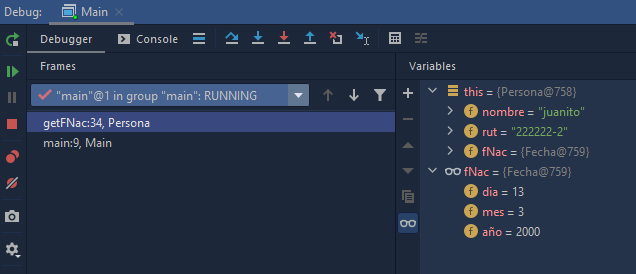 Debug: Main
Debugger Console
Frames
"main"@1 in group "main": RUNNING
getFNac:34, Persona
main:9, Main
Variables
this = {Persona@758}
f nombre = "juanito"
f rut = "222222-2"
f fNac = {Fecha@759}
fNac = {Fecha@759}
f dia = 13
f mes = 3
f año = 2000